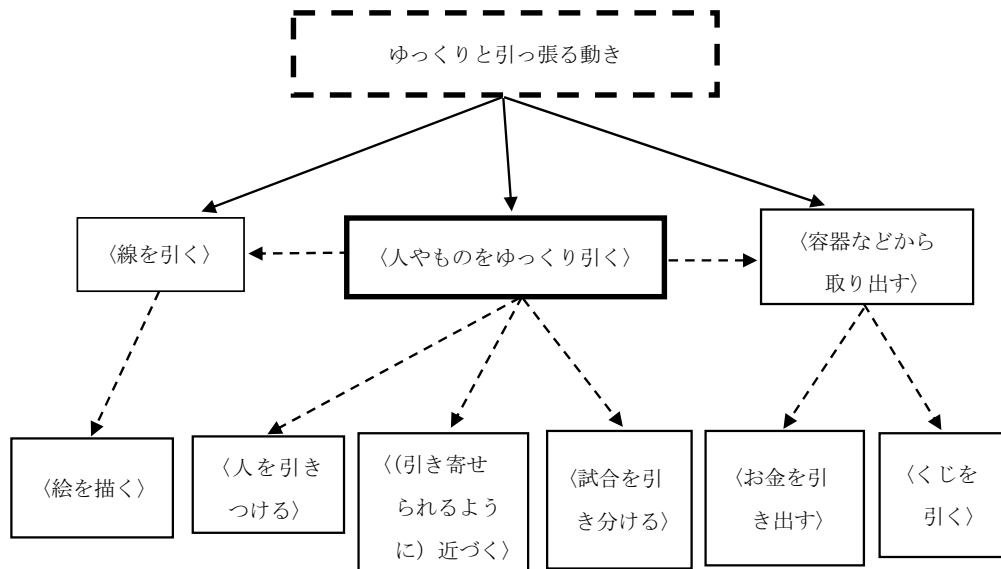 ゆっくりと引っ張る動き
〈線を引く〉
〈人やものをゆっくり引く〉
〈容器などから
取り出す〉
〈絵を描く〉
〈人を引き
つける〉
〈(引き寄せ
られるよう
に）近づく〉
〈試合を引
き分ける〉
〈お金を引
き出す〉
〈くじを
引く〉